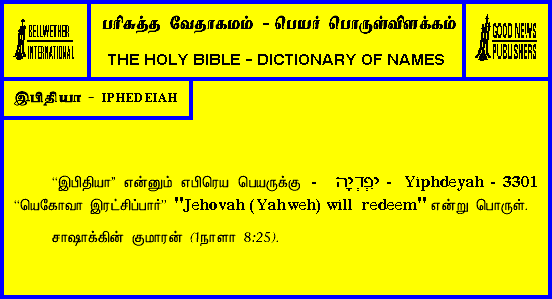 BELLWETHER
INTERNATIONAL
பரிசுத்த வேதாகமம் - பெயர் பொருள்விளக்கம்
THE HOLY BIBLE - DICTIONARY OF NAMES
GOOD NEWS
PUBLISHERS
இபிதியா - IPHEDEIAH
“இபிதியா” என்னும் எபிரெய பெயருக்கு - יִפְדְיָה - Yiphdeyah - 3301
“யெகோவா இரட்சிப்பார்” "Jehovah (Yahweh) will redeem" என்று பொருள்.
சாஷாக்கின் குமாரன் (1நாளா 8:25).